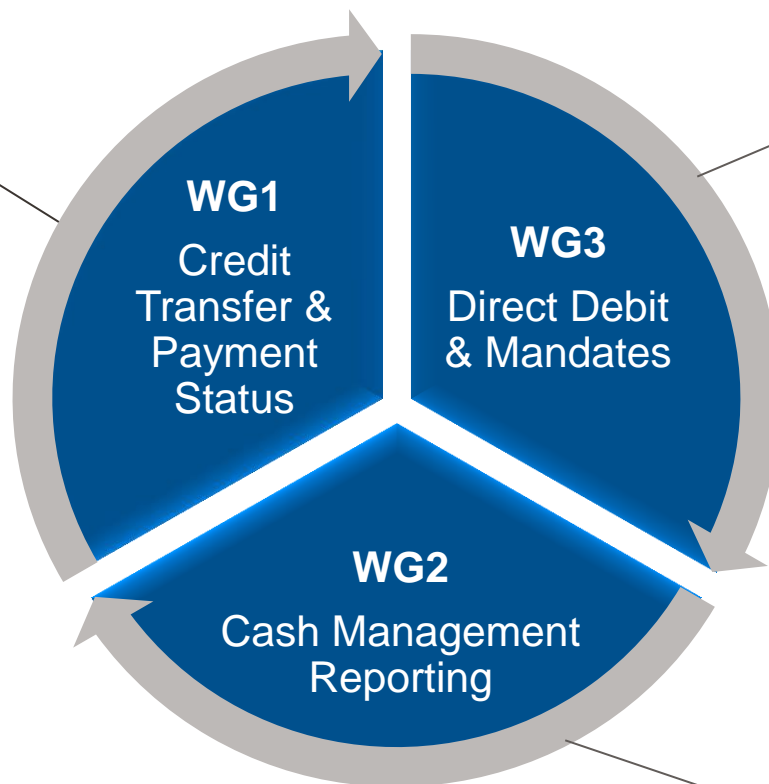 WG1
Credit
Transfer &
Payment
Status
WG3
Direct Debit
& Mandates
WG2
Cash Management
Reporting